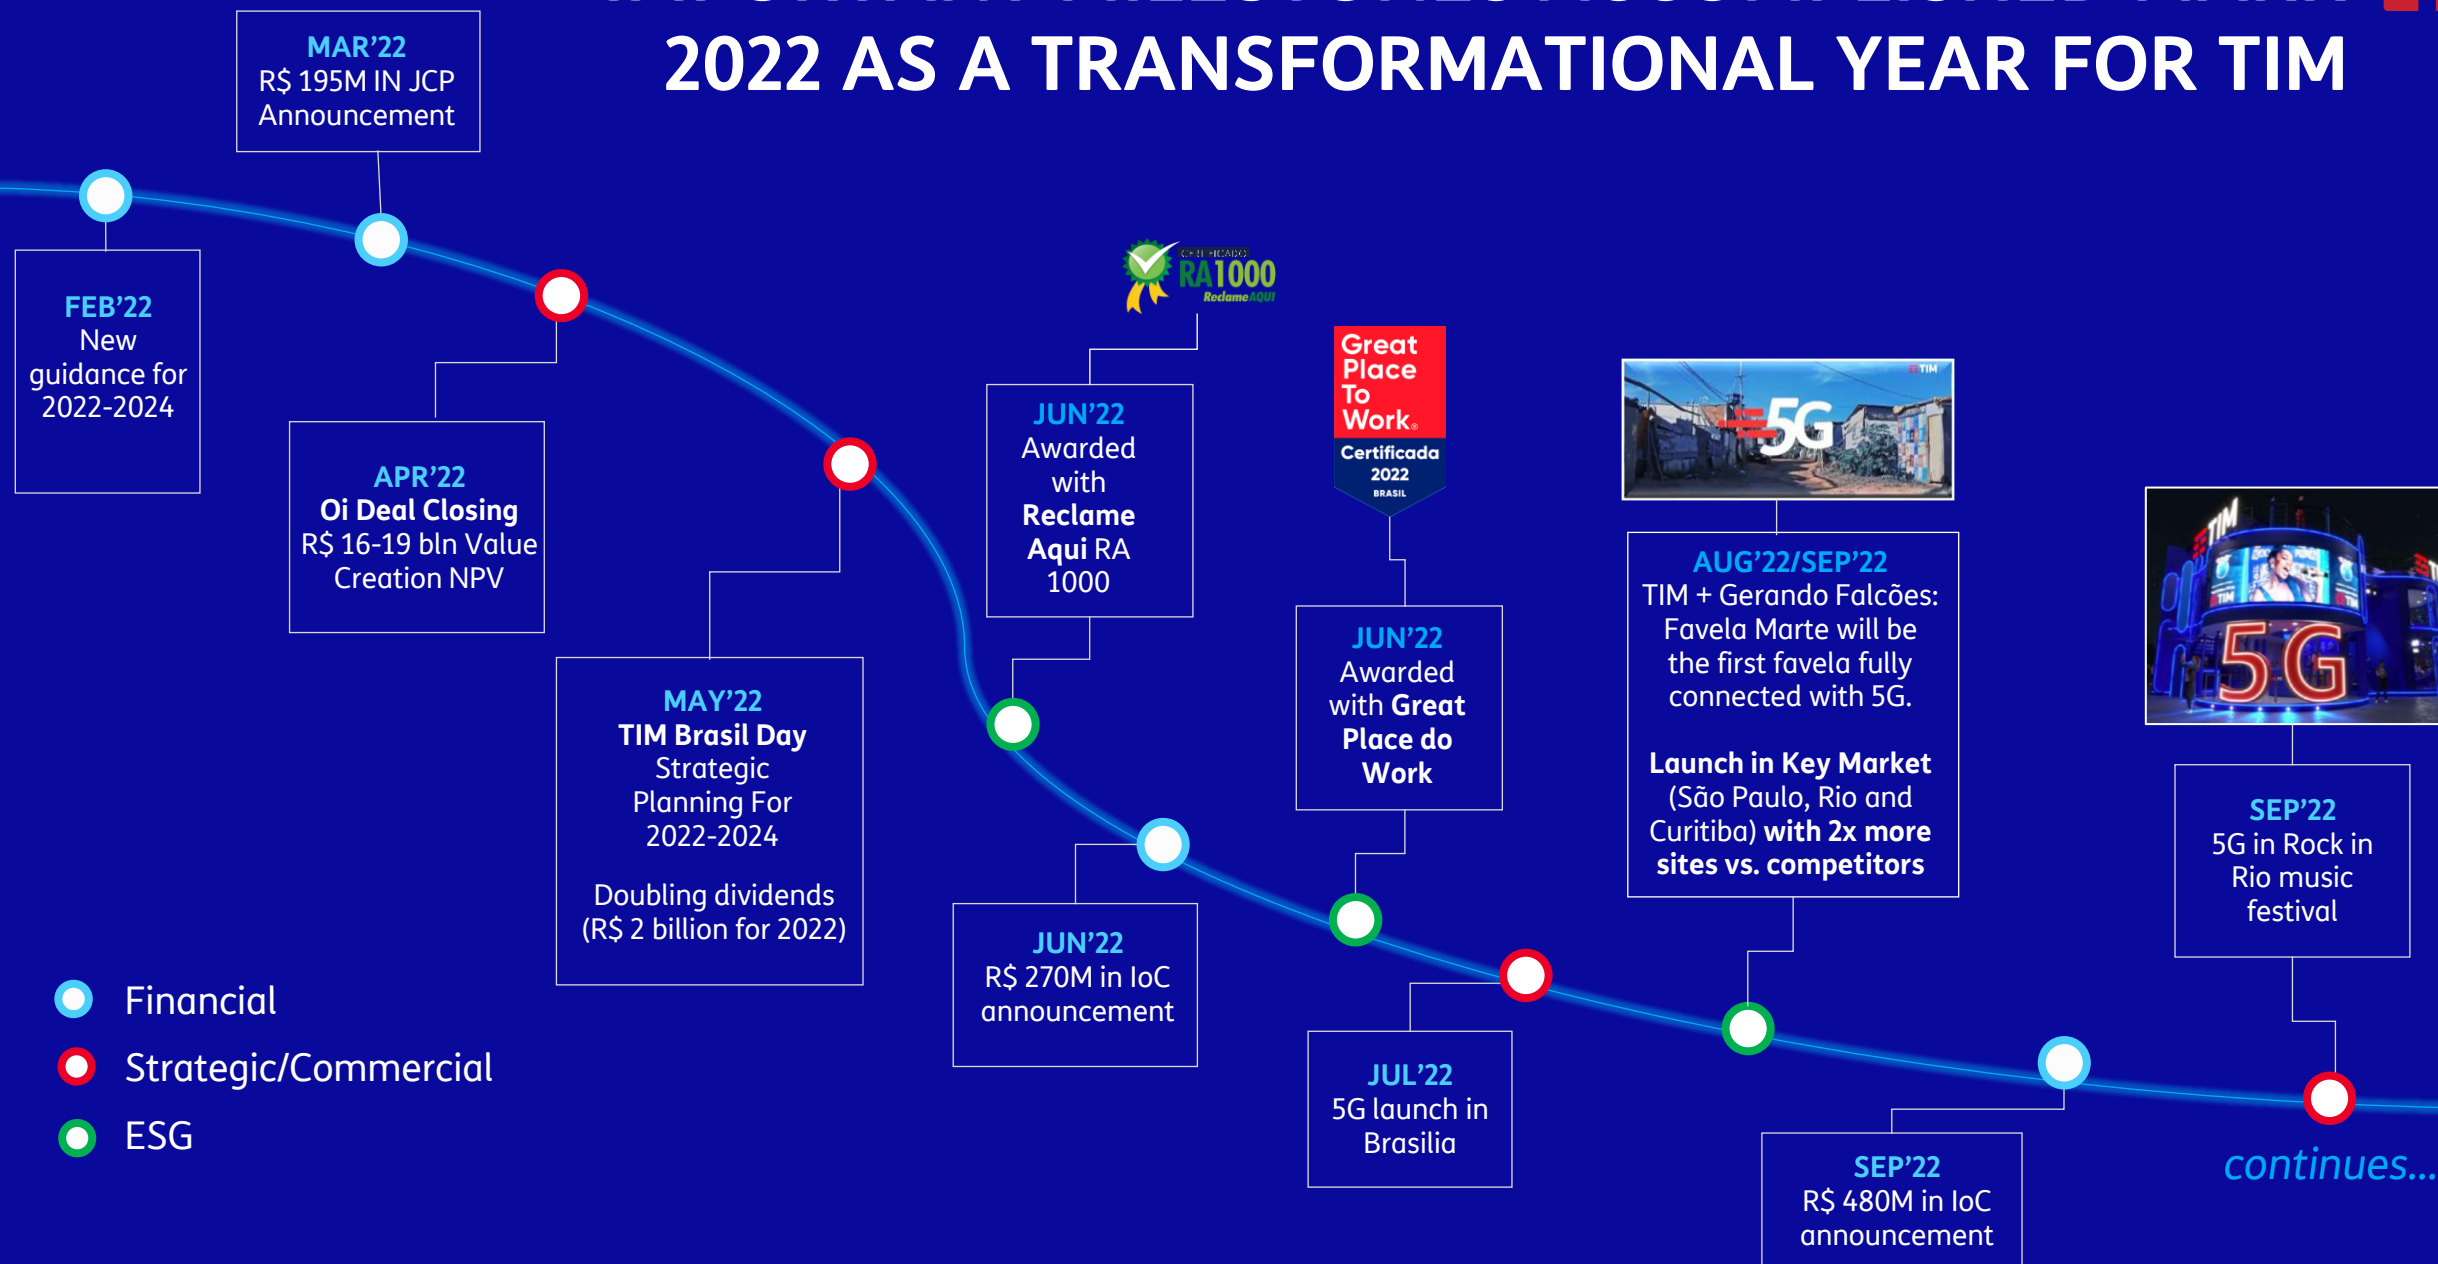 2022 AS A TRANSFORMATIONAL YEAR FOR TIM
MAR’22
R$ 195M IN JCP
Announcement
FEB’22
New
guidance for
2022-2024
APR’22
Oi Deal Closing
R$ 16-19 bln Value
Creation NPV
MAY’22
TIM Brasil Day
Strategic
Planning For
2022-2024
Doubling dividends
(R$ 2 billion for 2022)
CERTIFICADO
RA1000
ReclameAQUI
JUN’22
Awarded
with
Reclame
Aqui RA
1000
JUN’22
R$ 270M in IoC
announcement
Great
Place
To
Work®
Certificada
2022
BRASIL
JUN’22
Awarded
with Great
Place do
Work
JUL’22
5G launch in
Brasilia
TIM
5G
AUG’22/SEP’22
TIM + Gerando Falcões:
Favela Marte will be
the first favela fully
connected with 5G.
Launch in Key Market
(São Paulo, Rio and
Curitiba) with 2x more
sites vs. competitors
SEP’22
R$ 480M in IoC
announcement
TIM
TIM
TIM
5G
SEP’22
5G in Rock in
Rio music
festival
continues...
Financial
Strategic/Commercial
ESG